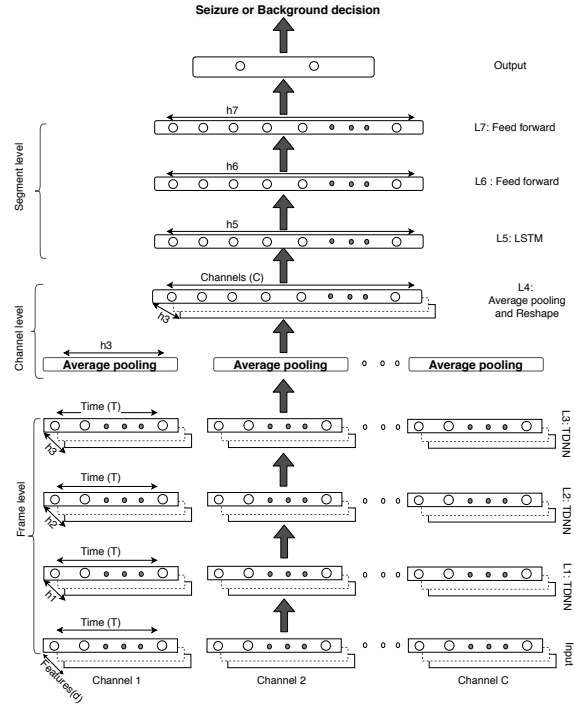 Seizure or Background decision
Output
h7
L7: Feed forward
h6
L6 : Feed forward
h5
L5: LSTM
Segment level
Channels (C)
h3
L4:
Average pooling
and Reshape
Channel level
h3
Average pooling
Average pooling
Average pooling
Time (T)
h3
L3: TDNN
Time (T)
h2
L2: TDNN
Frame level
Time (T)
h1
L1: TDNN
Time (T)
Features(d)
Input
Channel 1
Channel 2
Channel C